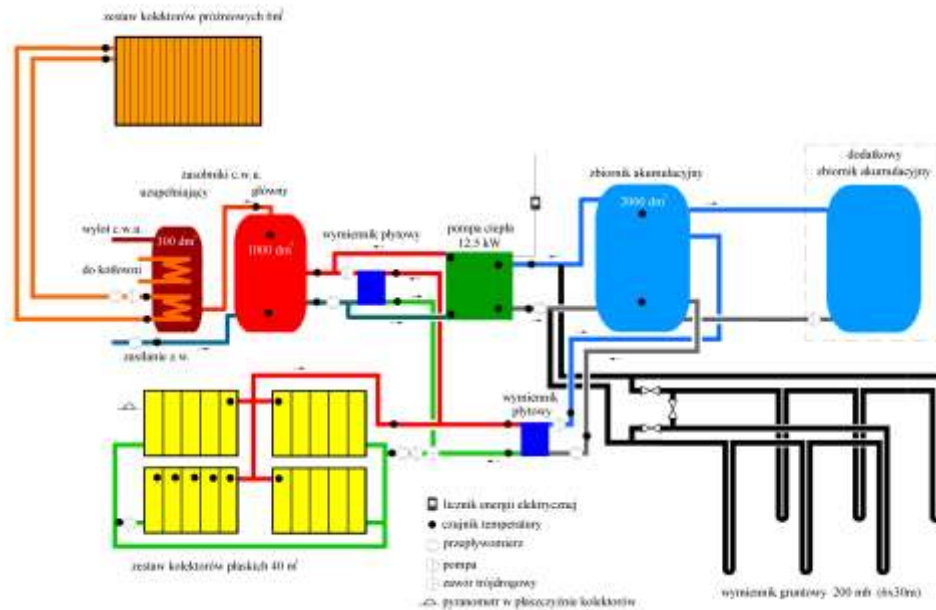 zestaw kolektorów próżniowych 6m²
dodatkowy
zbiornik akumulacyjny
zasobniki c.w.u.
uzupełniający
główny
zbiornik akumulacyjny
wylot c.w.u.
300 dm³
1000 dm³
wymiennik płytowy
pompa ciepła
12,5 kW
2000 dm³
do kotłowni
zasilanie z.w.
wymiennik
płytowy
licznik energii elektrycznej
czujnik temperatury
przepływomierz
pompa
zawór trójdrogowy
pyranometr w płaszczyźnie kolektorów
zestaw kolektorów płaskich 40 m²
wymiennik gruntowy 200 mb (6x30m)